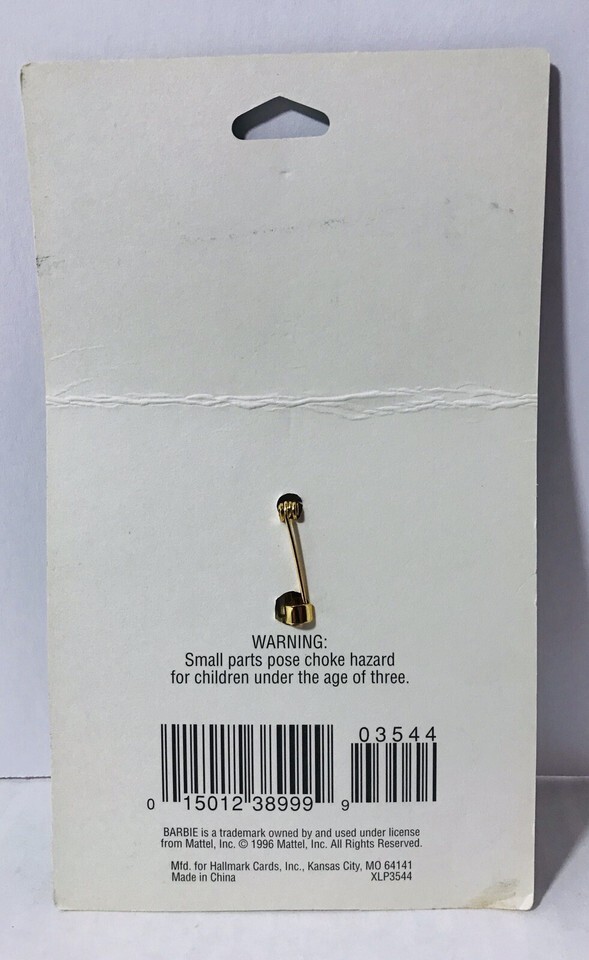 WARNING:
Small parts pose choke hazard
for children under the age of three.
03544
0 15012 38999 9
BARBIE is a trademark owned by and used under license
from Mattel, Inc. © 1996 Mattel, Inc. All Rights Reserved.
Mfd. for Hallmark Cards, Inc., Kansas City, MO 64141
Made in China XLP3544